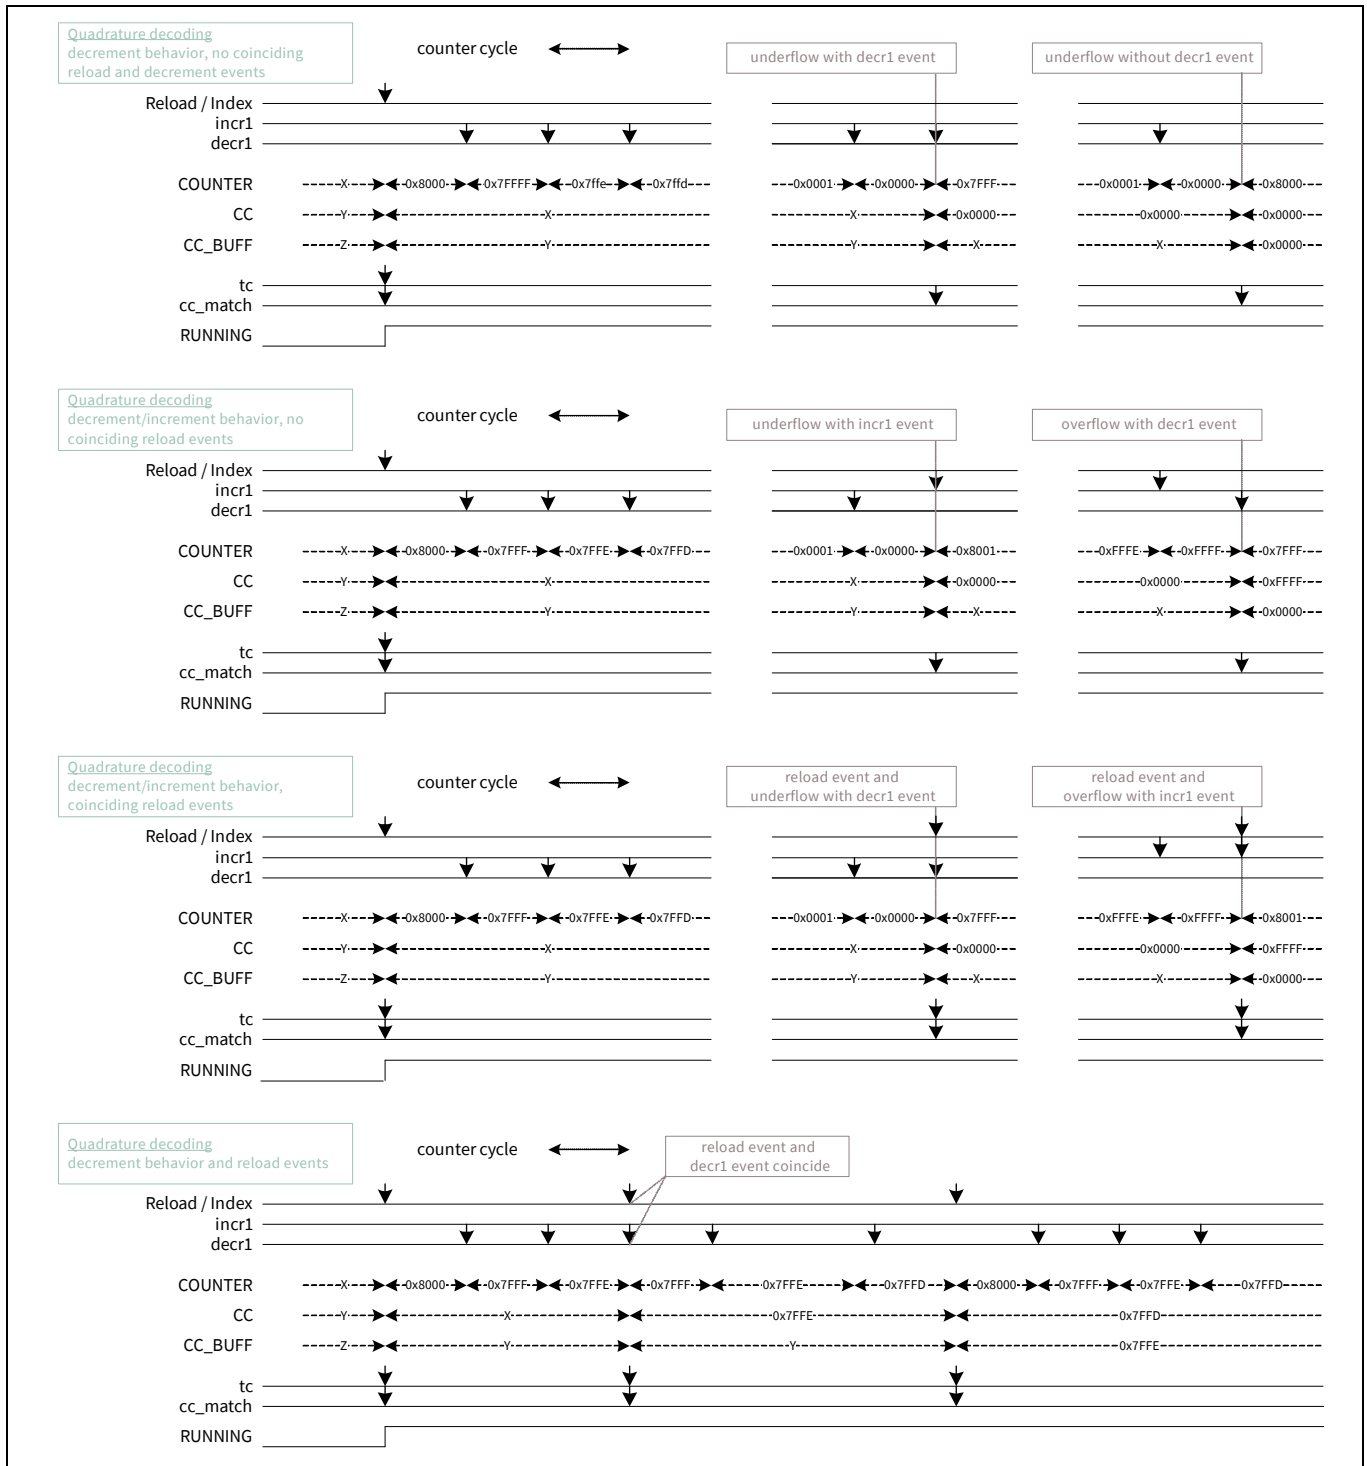 Quadrature decoding
decrement behavior, no coinciding
reload and decrement events
counter cycle
underflow with decr1 event
underflow without decr1 event
Reload / Index
incr1
decr1
COUNTER X 0x8000 0x7FFFF 0x7ffe 0x7ffd 0x0001 0x0000 0x7FFF 0x0001 0x0000 0x8000
CC Y X X 0x0000 0x0000 0x0000
CC_BUFF Z Y Y X X 0x0000
tc
cc_match
RUNNING
Quadrature decoding
decrement/increment behavior, no
coinciding reload events
counter cycle
underflow with incr1 event
overflow with decr1 event
Reload / Index
incr1
decr1
COUNTER X 0x8000 0x7FFF 0x7FFE 0x7FFD 0x0001 0x0000 0x8001 0xFFFE 0xFFFF 0x7FFF
CC Y X X 0x0000 0x0000 0xFFFF
CC_BUFF Z Y Y X X 0x0000
tc
cc_match
RUNNING
Quadrature decoding
decrement/increment behavior,
coinciding reload events
counter cycle
reload event and
underflow with decr1 event
reload event and
overflow with incr1 event
Reload / Index
incr1
decr1
COUNTER X 0x8000 0x7FFF 0x7FFE 0x7FFD 0x0001 0x0000 0x7FFF 0xFFFE 0xFFFF 0x8001
CC Y X X 0x0000 0x0000 0xFFFF
CC_BUFF Z Y Y X X 0x0000
tc
cc_match
RUNNING
Quadrature decoding
decrement behavior and reload events
counter cycle
reload event and
decr1 event coincide
Reload / Index
incr1
decr1
COUNTER X 0x8000 0x7FFF 0x7FFE 0x7FFF 0x7FFE 0x7FFD 0x8000 0x7FFF 0x7FFE 0x7FFD
CC Y X 0x7FFE 0x7FFD
CC_BUFF Z Y Y 0x7FFE
tc
cc_match
RUNNING